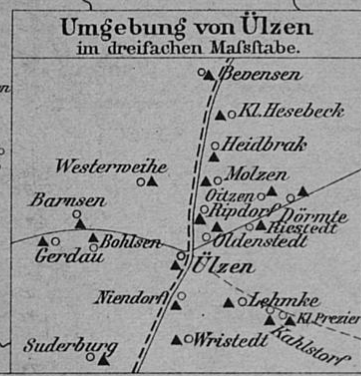 Umgebung von Ülzen
im dreifachen Maſsstabe.
Bevensen
Kl. Hesebeck
Heidbrak
Westerweihe
Molzen
Oitzen
Barnsen
Ripdorf
Dörmte
Riestedt
Bohlsen
Oldenstedt
Gerdau
Ülzen
Niendorf
Lehmke
Kl. Prezier
Kahlstorf
Suderburg
Wristedt